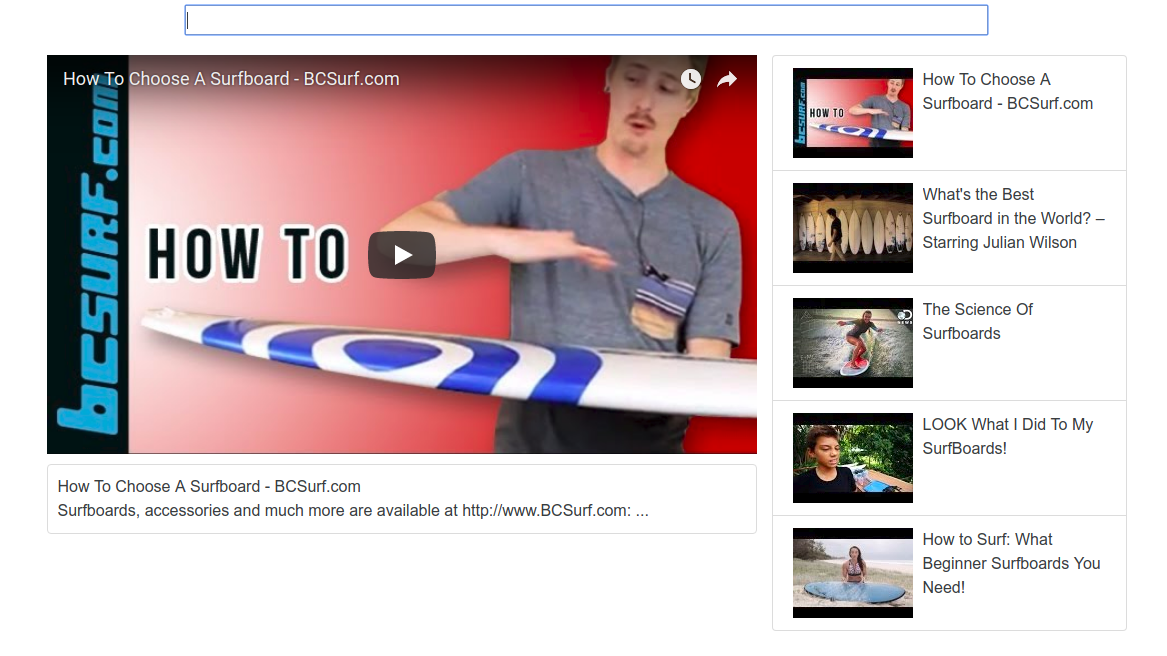 How To Choose A Surfboard - BCSurf.com
bcsurf.com
HOW TO
How To Choose A Surfboard - BCSurf.com
Surfboards, accessories and much more are available at http://www.BCSurf.com: ...
bcsurf.com
HOW TO
How To Choose A
Surfboard - BCSurf.com
What's the Best
Surfboard in the World? –
Starring Julian Wilson
NEWS
The Science Of
Surfboards
LOOK What I Did To My
SurfBoards!
How to Surf: What
Beginner Surfboards You
Need!